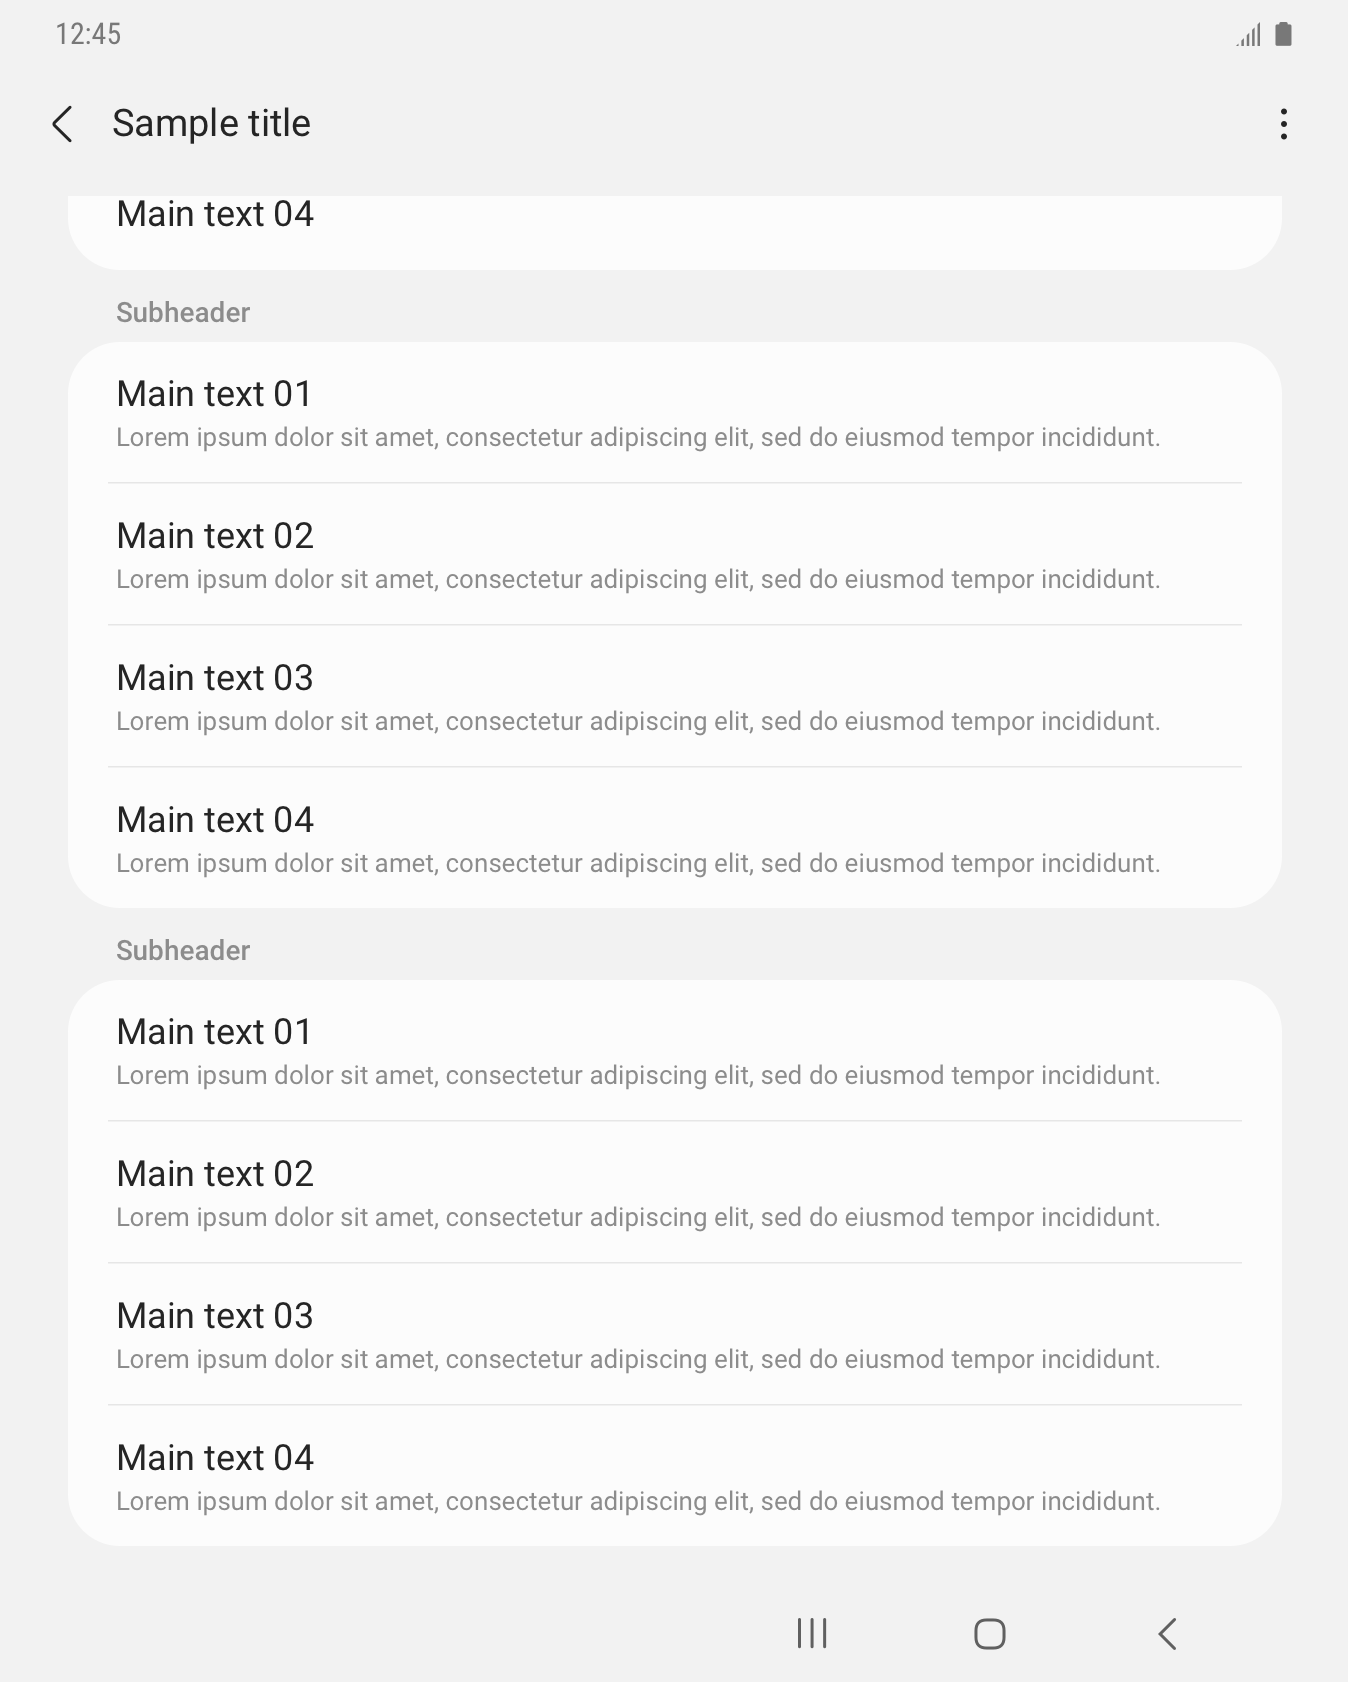 12:45
Sample title
Main text 04
Subheader
Main text 01
Lorem ipsum dolor sit amet, consectetur adipiscing elit, sed do eiusmod tempor incididunt.
Main text 02
Lorem ipsum dolor sit amet, consectetur adipiscing elit, sed do eiusmod tempor incididunt.
Main text 03
Lorem ipsum dolor sit amet, consectetur adipiscing elit, sed do eiusmod tempor incididunt.
Main text 04
Lorem ipsum dolor sit amet, consectetur adipiscing elit, sed do eiusmod tempor incididunt.
Subheader
Main text 01
Lorem ipsum dolor sit amet, consectetur adipiscing elit, sed do eiusmod tempor incididunt.
Main text 02
Lorem ipsum dolor sit amet, consectetur adipiscing elit, sed do eiusmod tempor incididunt.
Main text 03
Lorem ipsum dolor sit amet, consectetur adipiscing elit, sed do eiusmod tempor incididunt.
Main text 04
Lorem ipsum dolor sit amet, consectetur adipiscing elit, sed do eiusmod tempor incididunt.